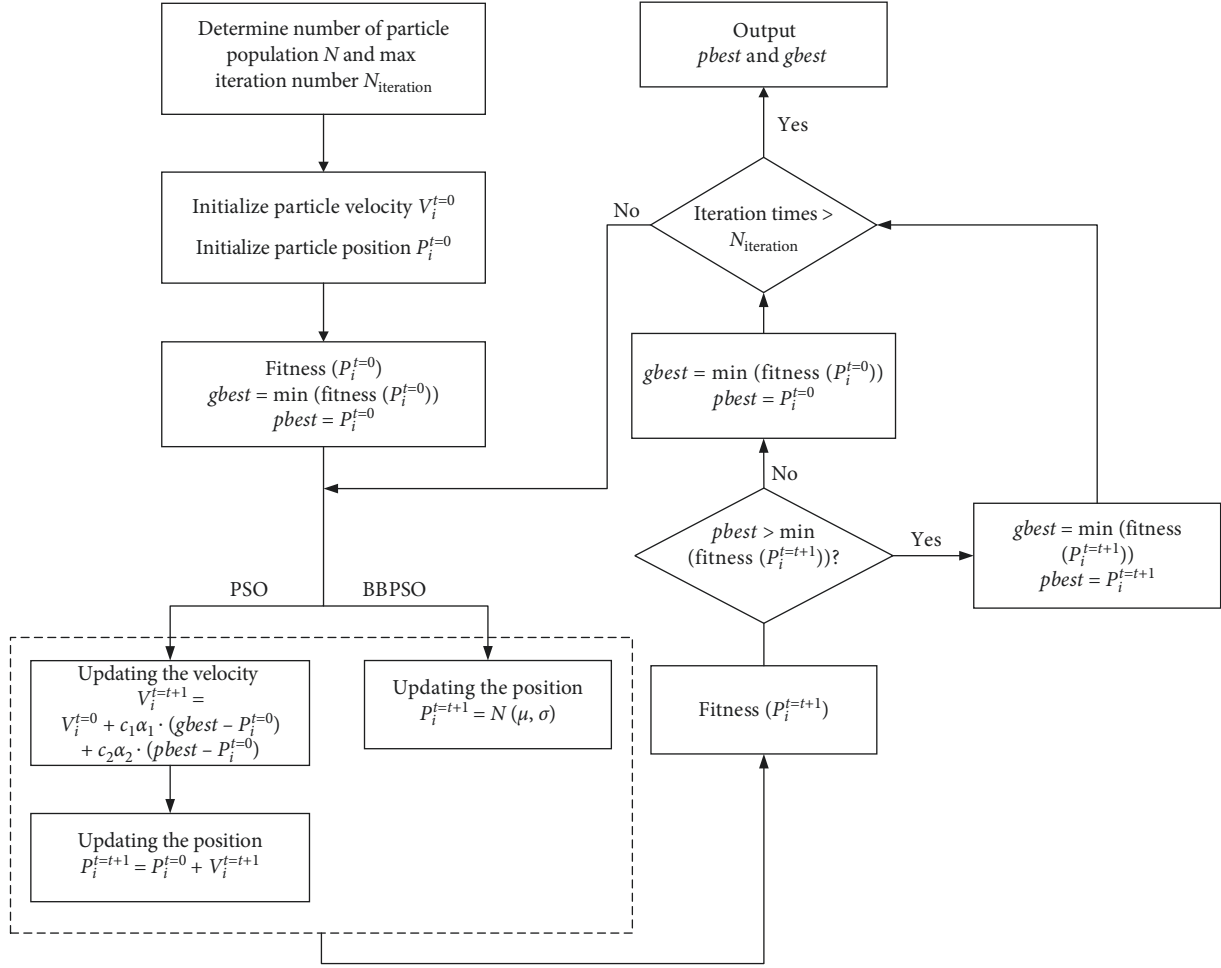 Determine number of particle
population N and max
iteration number N_iteration
Initialize particle velocity V_i^{t=0}
Initialize particle position P_i^{t=0}
Fitness (P_i^{t=0})
gbest = min (fitness (P_i^{t=0}))
pbest = P_i^{t=0}
PSO
BBPSO
Updating the velocity
V_i^{t=t+1} =
V_i^{t=0} + c_1α_1 · (gbest – P_i^{t=0})
+ c_2α_2 · (pbest – P_i^{t=0})
Updating the position
P_i^{t=t+1} = P_i^{t=0} + V_i^{t=t+1}
Updating the position
P_i^{t=t+1} = N (μ, σ)
Fitness (P_i^{t=t+1})
pbest > min
(fitness (P_i^{t=t+1}))?
Yes
gbest = min (fitness
(P_i^{t=t+1}))
pbest = P_i^{t=t+1}
No
gbest = min (fitness (P_i^{t=0}))
pbest = P_i^{t=0}
Iteration times >
N_iteration
No
Yes
Output
pbest and gbest